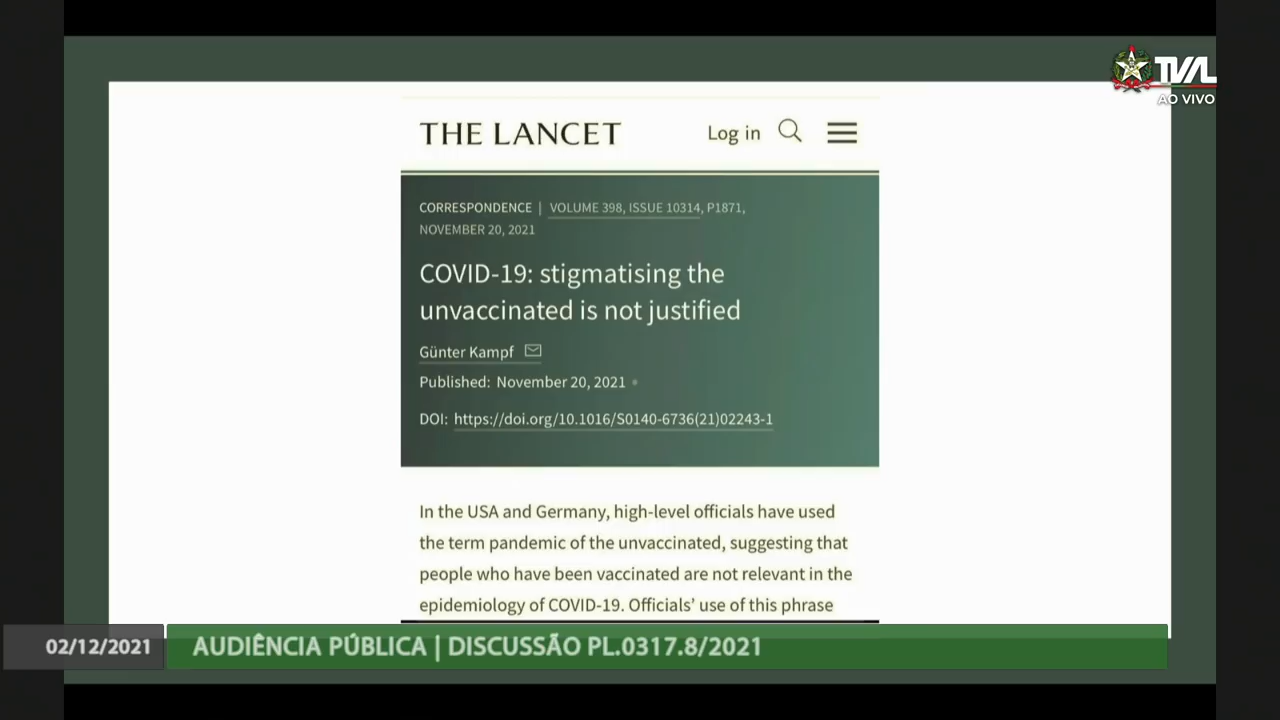 TVAL
AO VIVO
THE LANCET
Log in
CORRESPONDENCE | VOLUME 398, ISSUE 10314, P1871,
NOVEMBER 20, 2021
COVID-19: stigmatising the
unvaccinated is not justified
Günter Kampf
Published: November 20, 2021
DOI: https://doi.org/10.1016/S0140-6736(21)02243-1
In the USA and Germany, high-level officials have used
the term pandemic of the unvaccinated, suggesting that
people who have been vaccinated are not relevant in the
epidemiology of COVID-19. Officials’ use of this phrase
02/12/2021
AUDIÊNCIA PÚBLICA | DISCUSSÃO PL.0317.8/2021